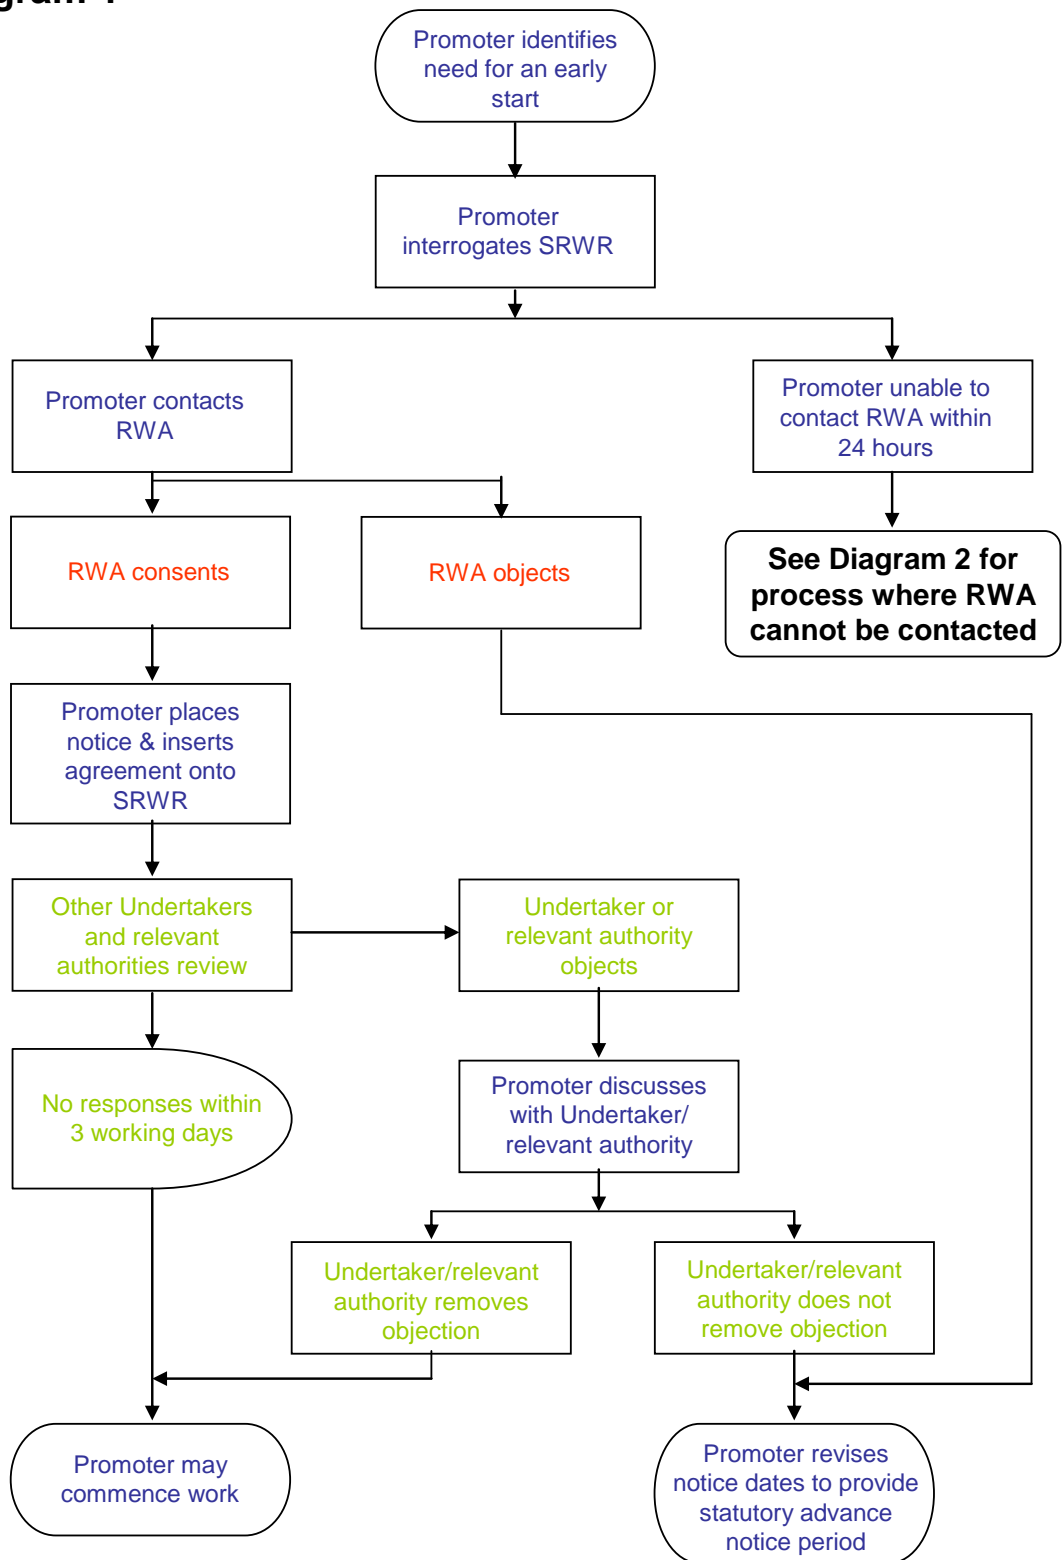 Promoter identifies
need for an early
start
Promoter
interrogates SRWR
Promoter contacts
RWA
Promoter unable to
contact RWA within
24 hours
RWA consents
RWA objects
See Diagram 2 for
process where RWA
cannot be contacted
Promoter places
notice & inserts
agreement onto
SRWR
Other Undertakers
and relevant
authorities review
Undertaker or
relevant authority
objects
No responses within
3 working days
Promoter discusses
with Undertaker/
relevant authority
Undertaker/relevant
authority removes
objection
Undertaker/relevant
authority does not
remove objection
Promoter may
commence work
Promoter revises
notice dates to provide
statutory advance
notice period